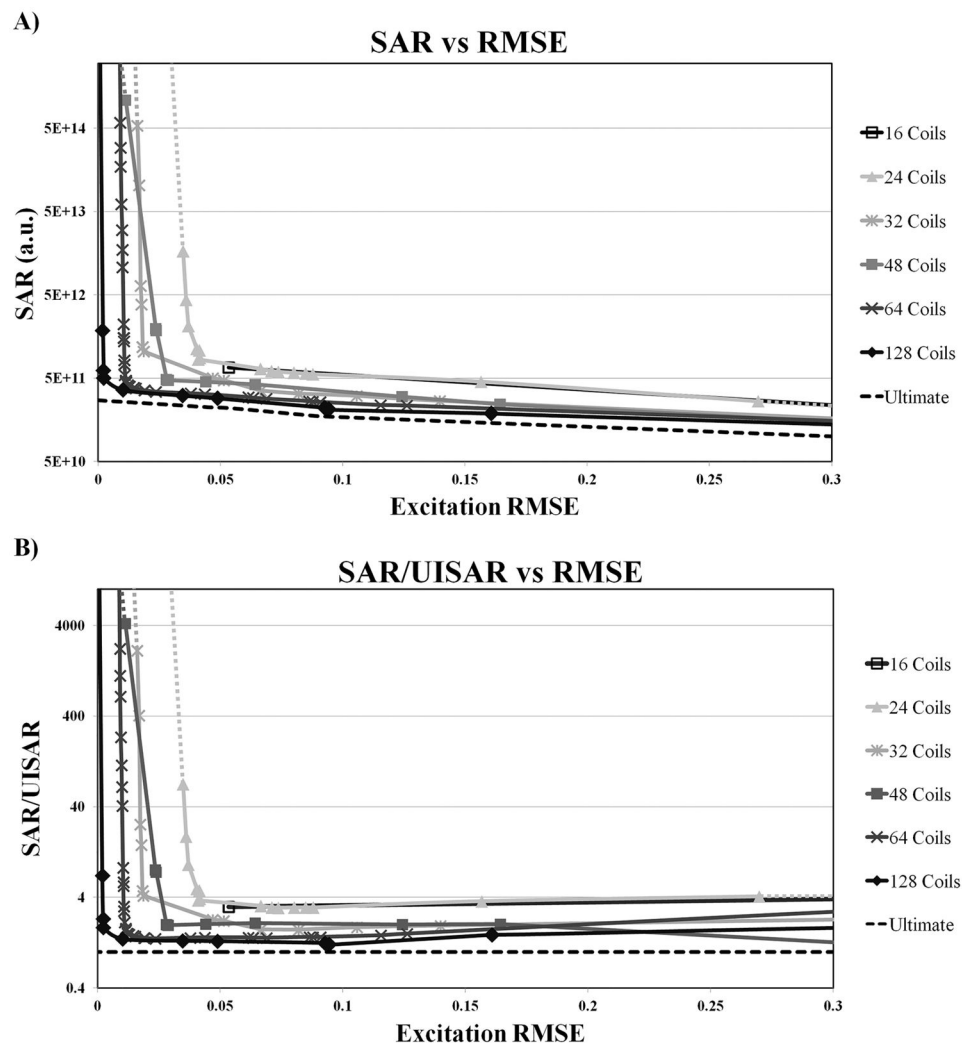 A)
SAR vs RMSE
SAR (a.u.)
5E+14
5E+13
5E+12
5E+11
5E+10
0
0.05
0.1
0.15
0.2
0.25
0.3
Excitation RMSE
16 Coils
24 Coils
32 Coils
48 Coils
64 Coils
128 Coils
Ultimate
B)
SAR/UISAR vs RMSE
SAR/UISAR
4000
400
40
4
0.4
0
0.05
0.1
0.15
0.2
0.25
0.3
Excitation RMSE
16 Coils
24 Coils
32 Coils
48 Coils
64 Coils
128 Coils
Ultimate